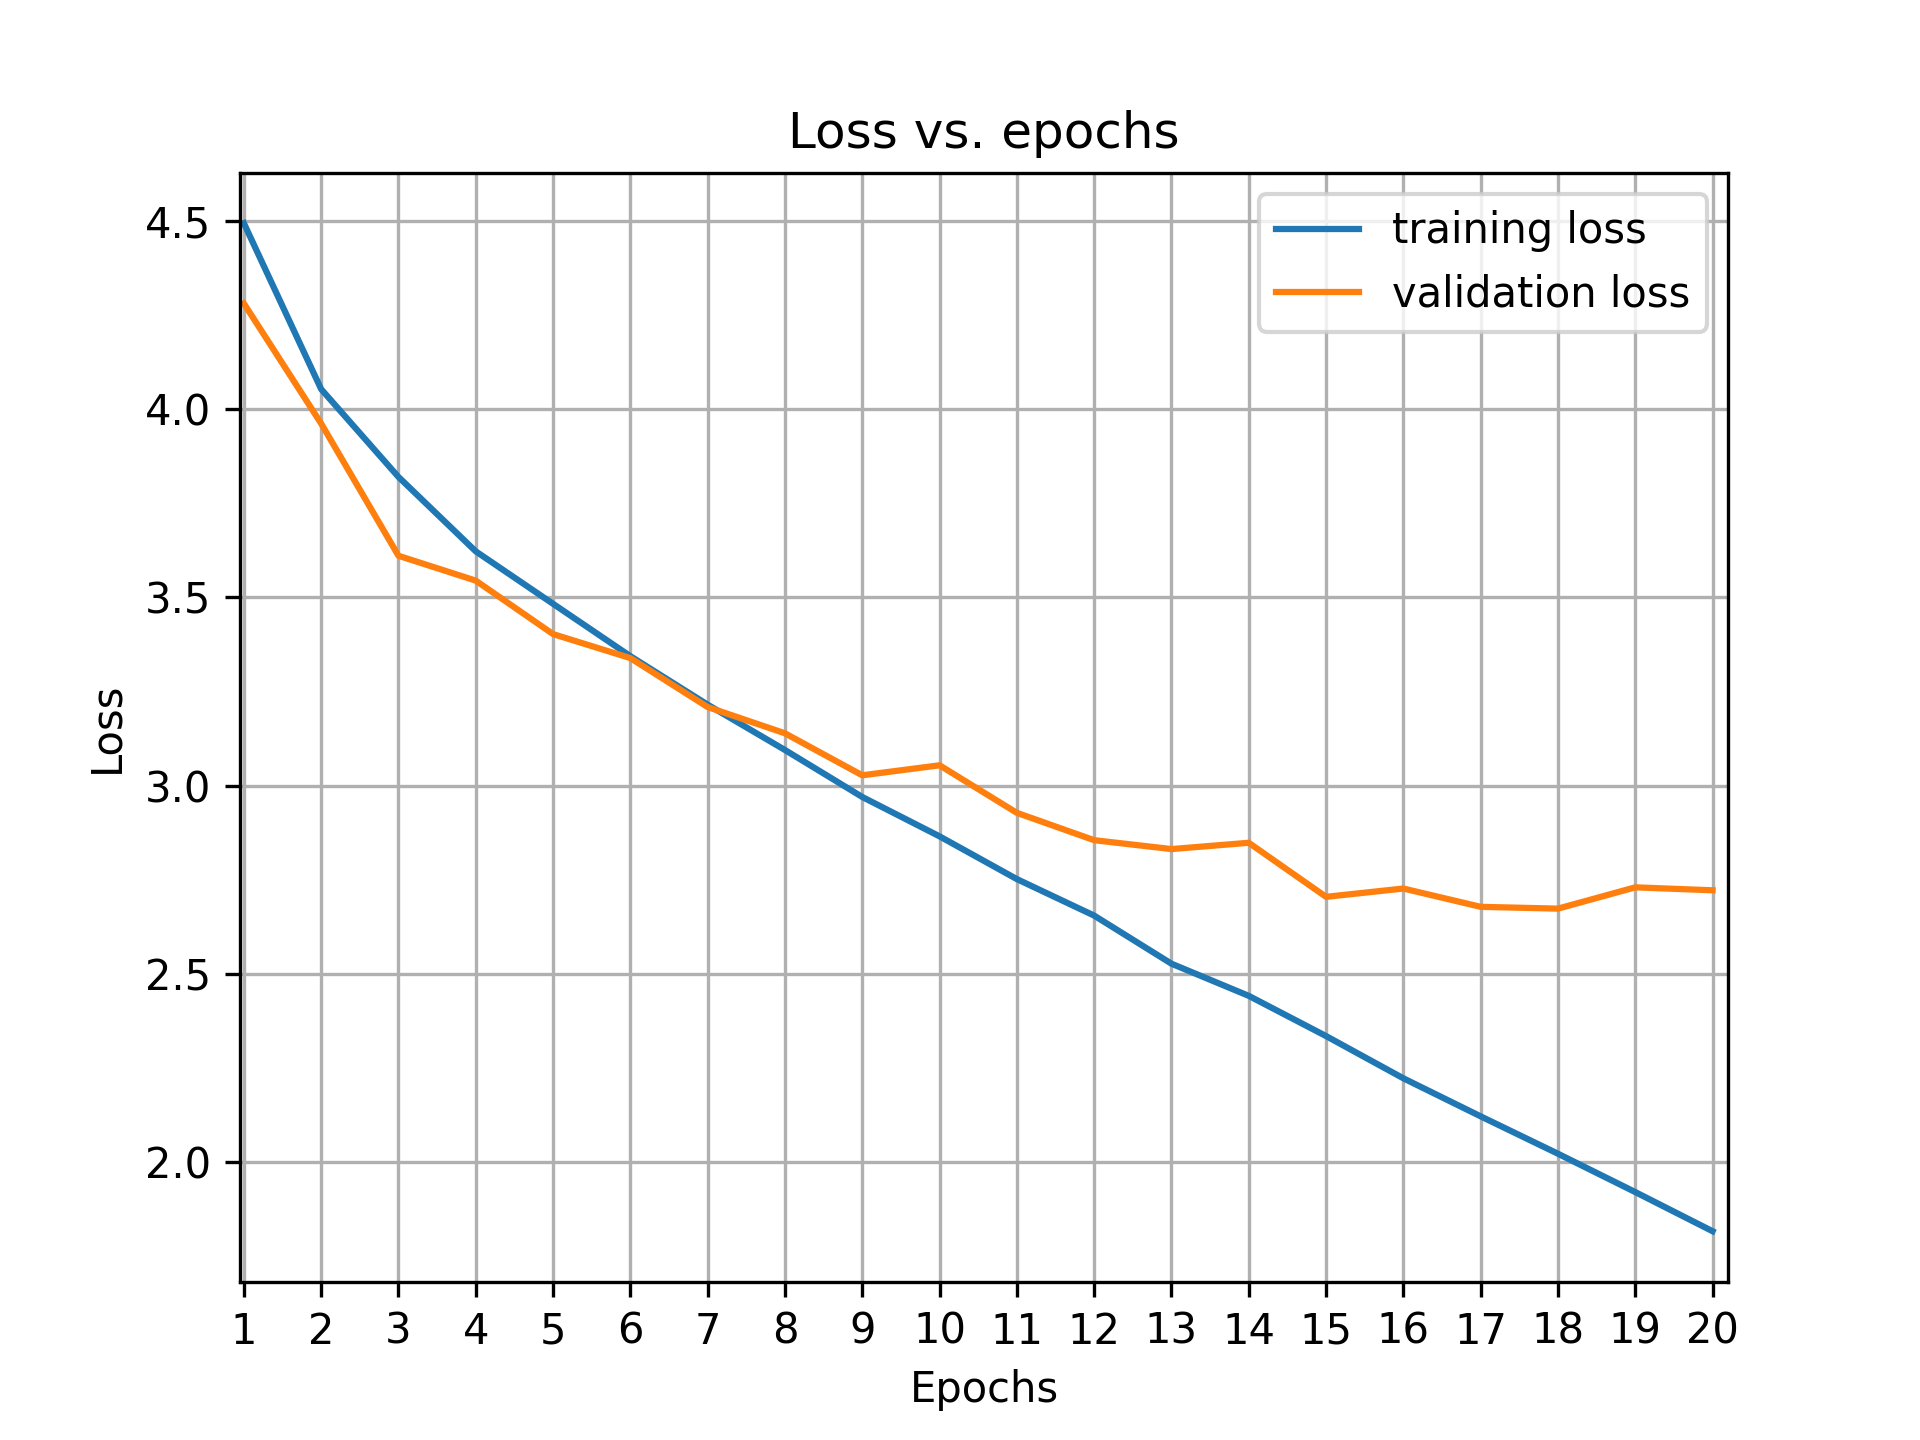 Loss vs. epochs
training loss
validation loss
4.5
4.0
3.5
3.0
2.5
2.0
Loss
1 2 3 4 5 6 7 8 9 10 11 12 13 14 15 16 17 18 19 20
Epochs